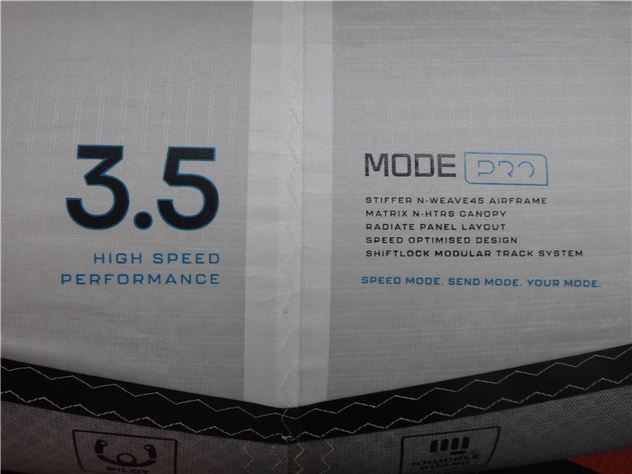 3.5
HIGH SPEED
PERFORMANCE
MODE PRO
STIFFER N-WEAVE45 AIRFRAME
MATRIX N-HTRS CANOPY
RADIATE PANEL LAYOUT
SPEED OPTIMISED DESIGN
SHIFTLOCK MODULAR TRACK SYSTEM
SPEED MODE. SEND MODE. YOUR MODE.
KNUCKLE